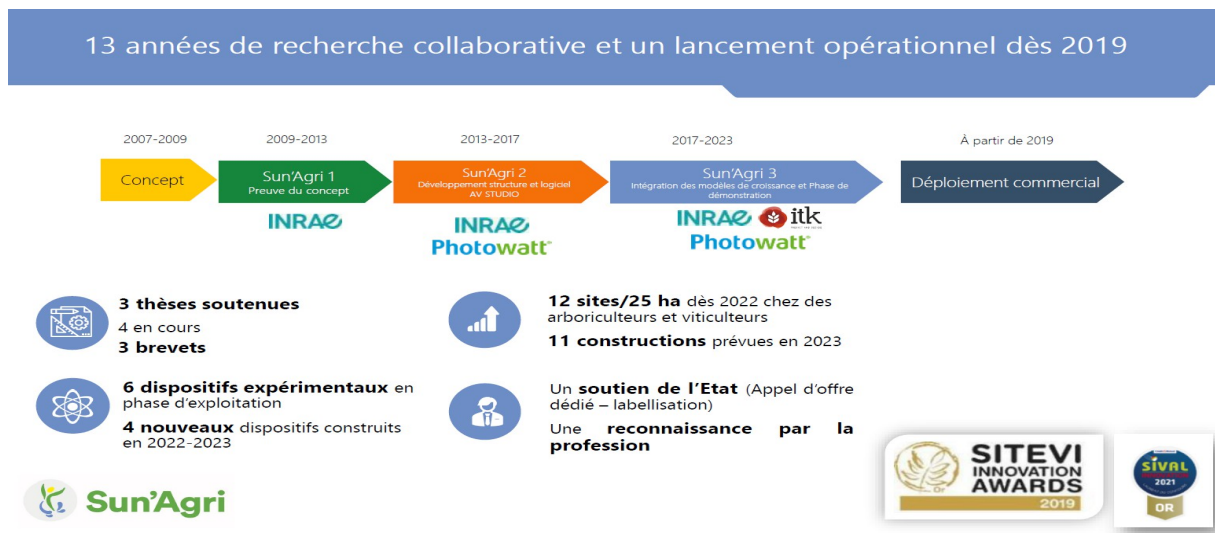 13 années de recherche collaborative et un lancement opérationnel dès 2019
2007-2009
2009-2013
2013-2017
2017-2023
À partir de 2019
Concept
Sun’Agri 1
Preuve du concept
Sun’Agri 2
Développement structure et logiciel
AV STUDIO
Sun’Agri 3
Intégration des modèles de croissance et Phase de
démonstration
Déploiement commercial
INRAE
INRAE
Photowatt
INRAE
itk
Photowatt
3 thèses soutenues
4 en cours
3 brevets
6 dispositifs expérimentaux en
phase d’exploitation
4 nouveaux dispositifs construits
en 2022-2023
12 sites/25 ha dès 2022 chez des
arboriculteurs et viticulteurs
11 constructions prévues en 2023
Un soutien de l’Etat (Appel d’offre
dédié – labellisation)
Une reconnaissance par la
profession
Sun’Agri
SITEVI
INNOVATION
AWARDS
2019
SIVAL
2021
OR